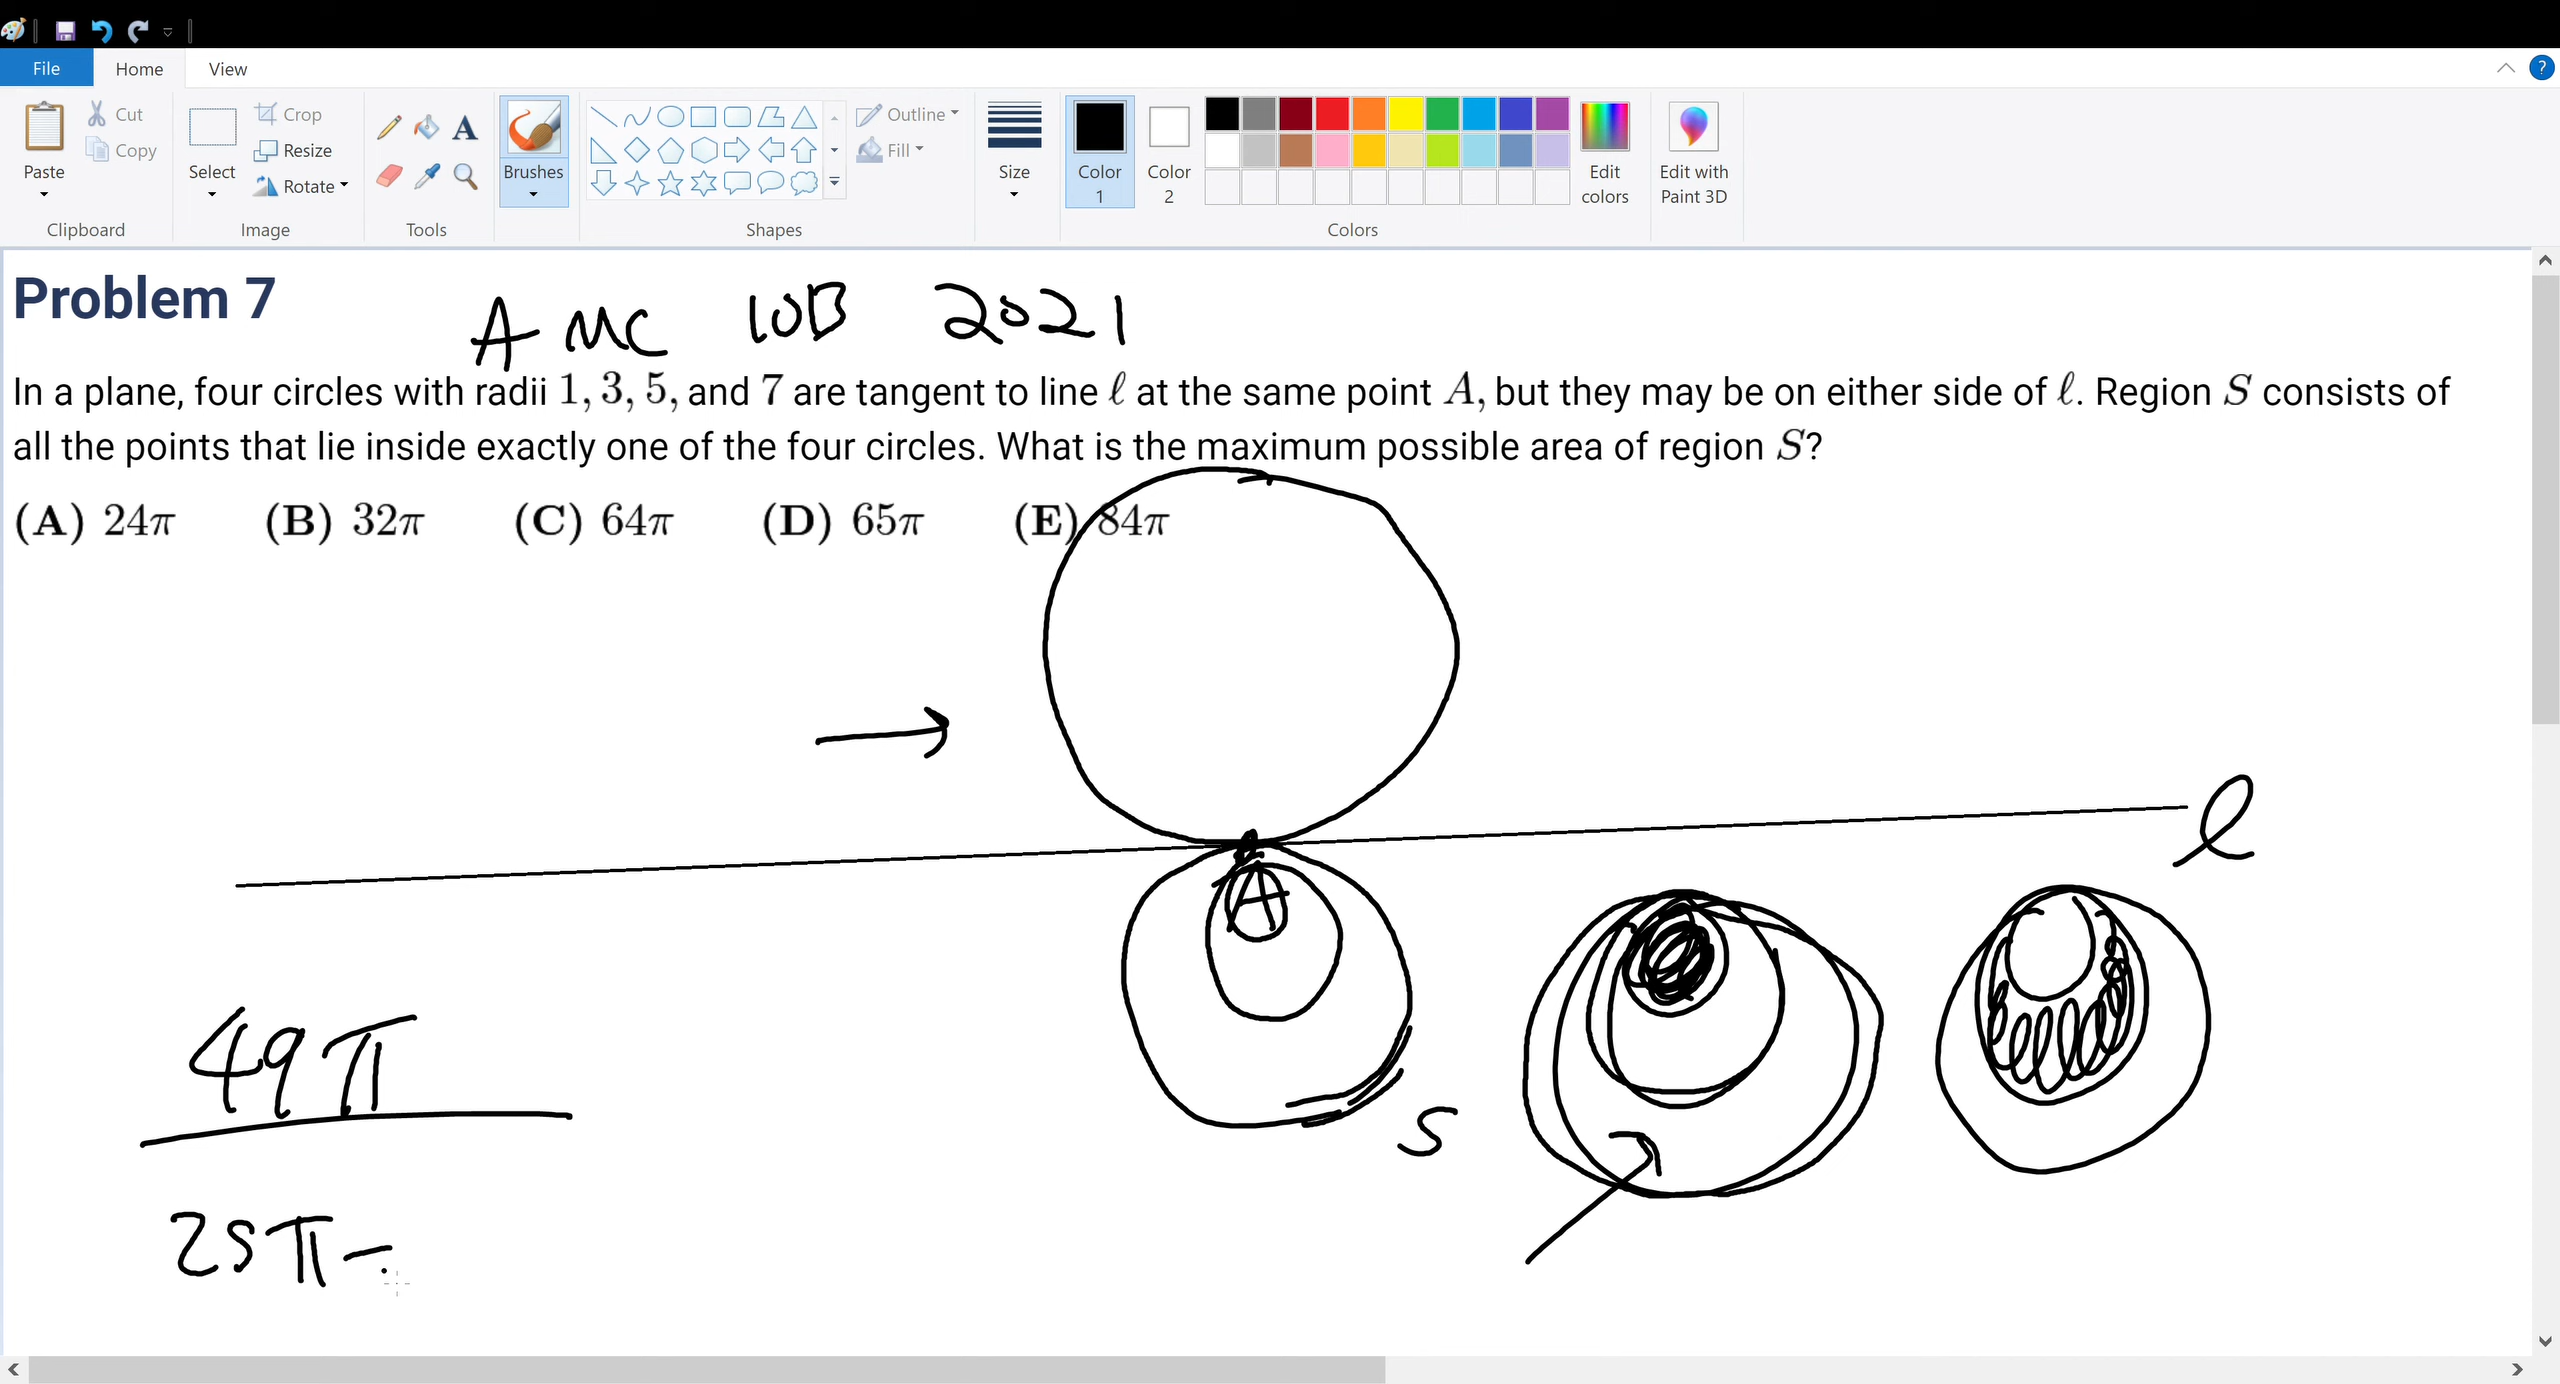 File Home View
Paste Cut Copy Clipboard
Select Crop Resize Rotate Image
A Tools
Brushes
Outline Fill Shapes
Size
Color 1 Color 2 Edit colors Colors
Edit with Paint 3D
?
Problem 7
AMC 10B 2021
In a plane, four circles with radii 1, 3, 5, and 7 are tangent to line ℓ at the same point A, but they may be on either side of ℓ. Region S consists of
all the points that lie inside exactly one of the four circles. What is the maximum possible area of region S?
(A) 24π (B) 32π (C) 64π (D) 65π (E) 84π
ℓ
A
49π
S
25π -